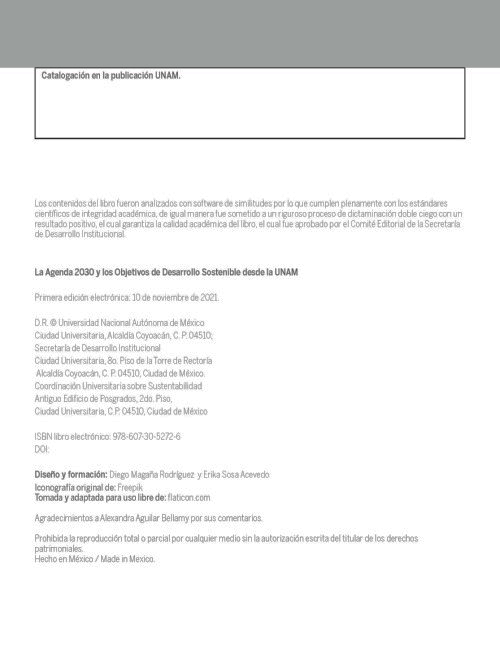 Catalogación en la publicación UNAM.
Los contenidos del libro fueron analizados con software de similitudes por lo que cumplen plenamente con los estándares
científicos de integridad académica, de igual manera fue sometido a un riguroso proceso de dictaminación doble ciego con un
resultado positivo, el cual garantiza la calidad académica del libro, el cual fue aprobado por el Comité Editorial de la Secretaría
de Desarrollo Institucional.
La Agenda 2030 y los Objetivos de Desarrollo Sostenible desde la UNAM
Primera edición electrónica: 10 de noviembre de 2021.
D.R. © Universidad Nacional Autónoma de México
Ciudad Universitaria, Alcaldía Coyoacán, C. P. 04510;
Secretaría de Desarrollo Institucional
Ciudad Universitaria, 8o. Piso de la Torre de Rectoría
Alcaldía Coyoacán, C. P. 04510, Ciudad de México.
Coordinación Universitaria sobre Sustentabilidad
Antiguo Edificio de Posgrados, 2do. Piso,
Ciudad Universitaria, C.P. 04510, Ciudad de México
ISBN libro electrónico: 978-607-30-5272-6
DOI:
Diseño y formación: Diego Magaña Rodríguez y Erika Sosa Acevedo
Iconografía original de: Freepik
Tomada y adaptada para uso libre de: flaticon.com
Agradecimientos a Alexandra Aguilar Bellamy por sus comentarios.
Prohibida la reproducción total o parcial por cualquier medio sin la autorización escrita del titular de los derechos
patrimoniales.
Hecho en México / Made in Mexico.